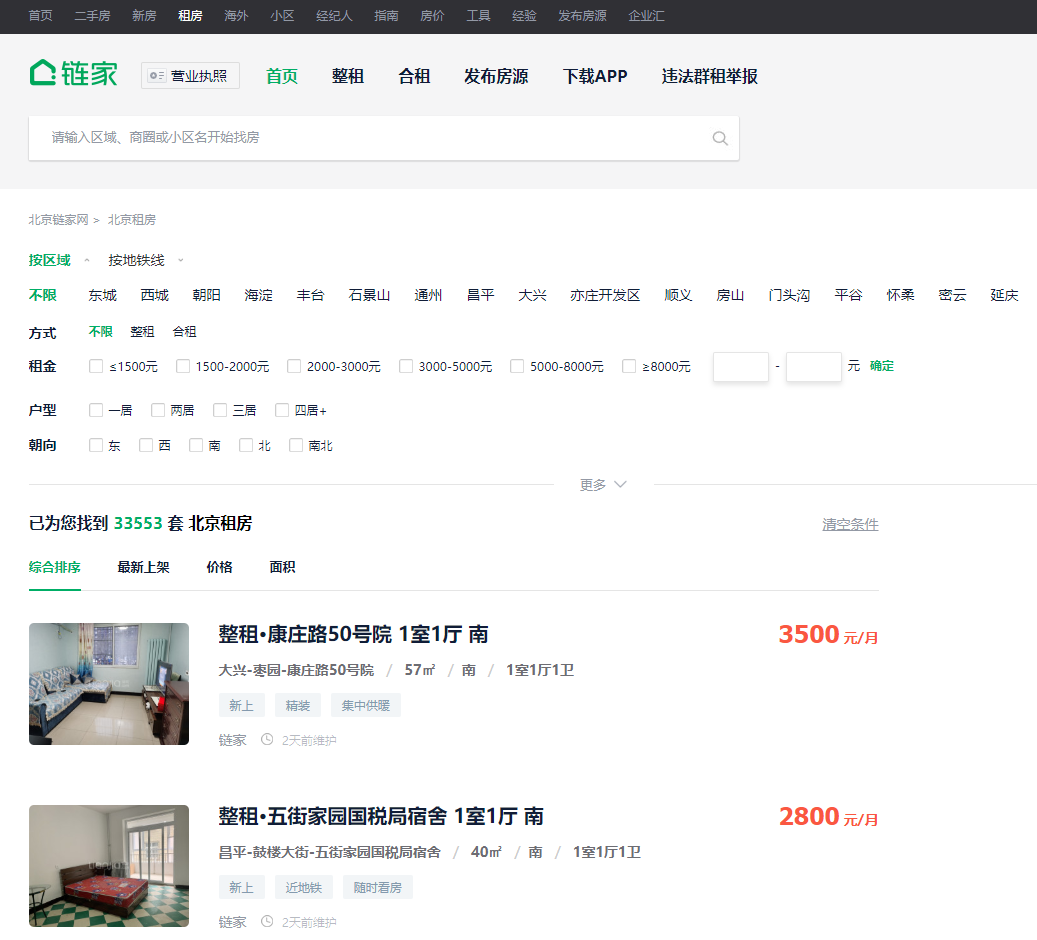 首页 二手房 新房 租房 海外 小区 经纪人 指南 房价 工具 经验 发布房源 企业汇
链家 营业执照 首页 整租 合租 发布房源 下载APP 违法群租举报
请输入区域、商圈或小区名开始找房
北京链家网 > 北京租房
按区域 按地铁线
不限 东城 西城 朝阳 海淀 丰台 石景山 通州 昌平 大兴 亦庄开发区 顺义 房山 门头沟 平谷 怀柔 密云 延庆
方式 不限 整租 合租
租金 ≤1500元 1500-2000元 2000-3000元 3000-5000元 5000-8000元 ≥8000元 - 元 确定
户型 一居 两居 三居 四居+
朝向 东 西 南 北 南北
更多
已为您找到 33553 套 北京租房 清空条件
综合排序 最新上架 价格 面积
整租·康庄路50号院 1室1厅 南 3500 元/月
大兴-枣园-康庄路50号院 / 57㎡ / 南 / 1室1厅1卫
新上 精装 集中供暖
链家 2天前维护
整租·五街家园国税局宿舍 1室1厅 南 2800 元/月
昌平-鼓楼大街-五街家园国税局宿舍 / 40㎡ / 南 / 1室1厅1卫
新上 近地铁 随时看房
链家 2天前维护